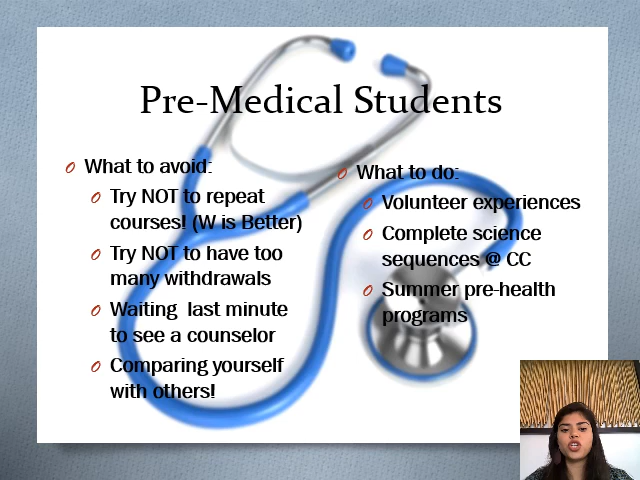 Pre-Medical Students
What to avoid:
Try NOT to repeat
courses! (W is Better)
Try NOT to have too
many withdrawals
Waiting  last minute
to see a counselor
Comparing yourself
with others!
What to do:
Volunteer experiences
Complete science
sequences @ CC
Summer pre-health
programs